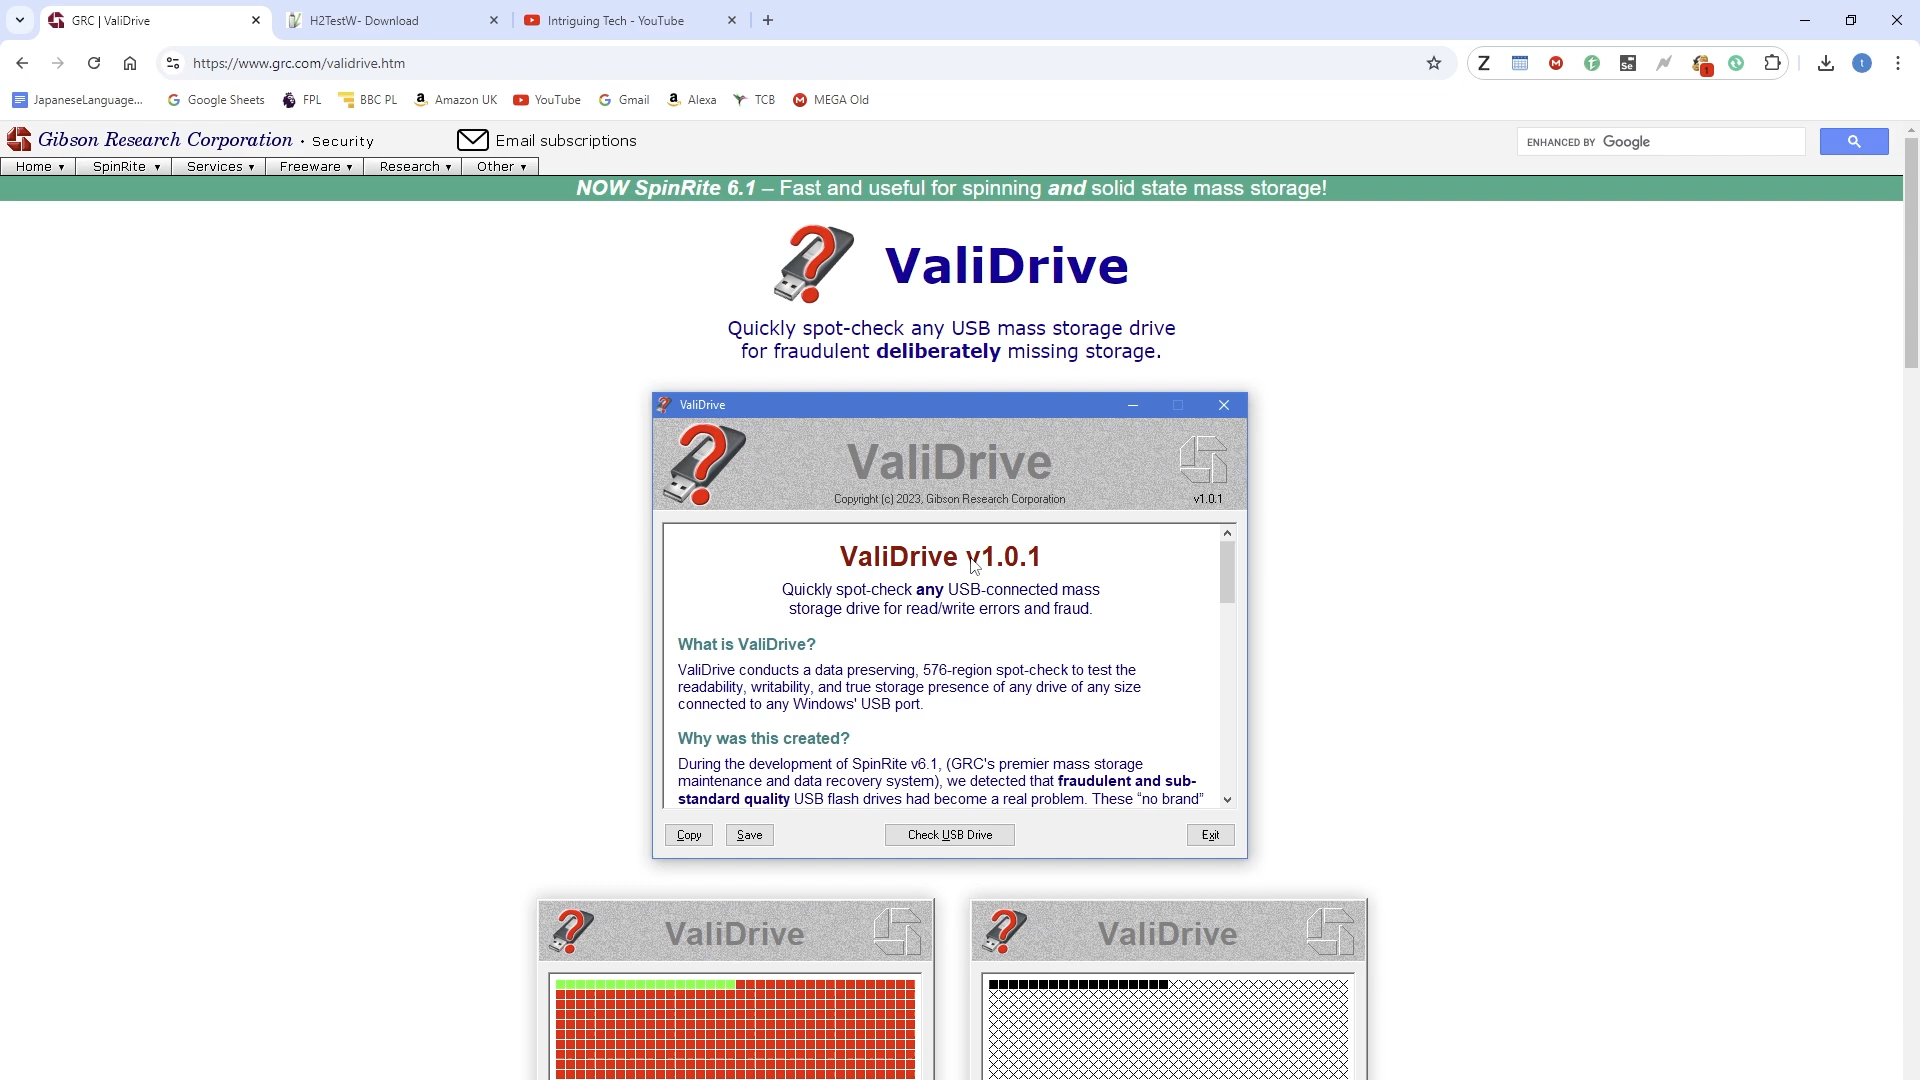 GRC | ValiDrive
H2TestW- Download
Intriguing Tech - YouTube
https://www.grc.com/validrive.htm
Z
M
Se
1
t
JapaneseLanguage...
Google Sheets
FPL
BBC PL
Amazon UK
YouTube
Gmail
Alexa
TCB
MEGA Old
Gibson Research Corporation · Security
Email subscriptions
ENHANCED BY Google
Home ▾
SpinRite ▾
Services ▾
Freeware ▾
Research ▾
Other ▾
NOW SpinRite 6.1 – Fast and useful for spinning and solid state mass storage!
ValiDrive
Quickly spot-check any USB mass storage drive
for fraudulent deliberately missing storage.
ValiDrive
ValiDrive
Copyright (c) 2023, Gibson Research Corporation
v1.0.1
ValiDrive v1.0.1
Quickly spot-check any USB-connected mass
storage drive for read/write errors and fraud.
What is ValiDrive?
ValiDrive conducts a data preserving, 576-region spot-check to test the
readability, writability, and true storage presence of any drive of any size
connected to any Windows' USB port.
Why was this created?
During the development of SpinRite v6.1, (GRC's premier mass storage
maintenance and data recovery system), we detected that fraudulent and sub-
standard quality USB flash drives had become a real problem. These “no brand”
Copy
Save
Check USB Drive
Exit
ValiDrive
ValiDrive